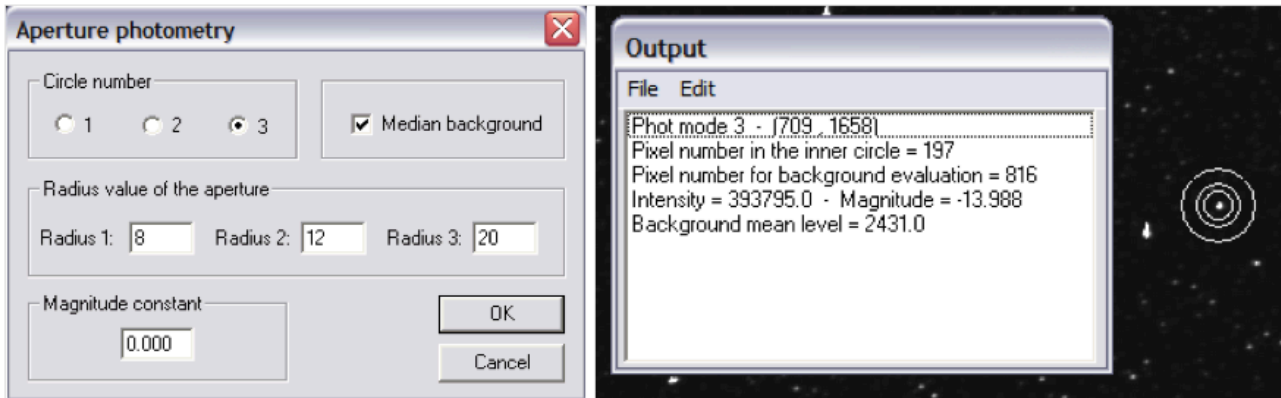 Aperture photometry
Circle number
1 2 3
Median background
Radius value of the aperture
Radius 1: 8 Radius 2: 12 Radius 3: 20
Magnitude constant
0.000
OK
Cancel
Output
File Edit
Phot mode 3 - (709 , 1658)
Pixel number in the inner circle = 197
Pixel number for background evaluation = 816
Intensity = 393795.0 - Magnitude = -13.988
Background mean level = 2431.0